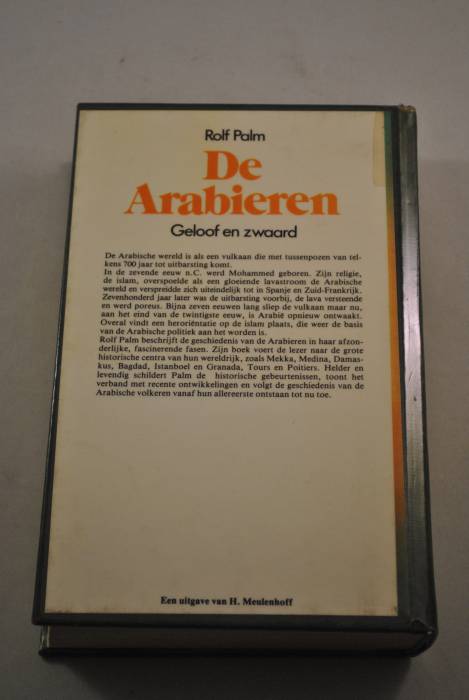 Rolf Palm
De
Arabieren
Geloof en zwaard
De Arabische wereld is als een vulkaan die met tussenpozen van tel-
kens 700 jaar tot uitbarsting komt.
In de zevende eeuw n.C. werd Mohammed geboren. Zijn religie,
de islam, overspoelde als een gloeiende lavastroom de Arabische
wereld en verspreidde zich uiteindelijk tot in Spanje en Zuid-Frankrijk.
Zevenhonderd jaar later was de uitbarsting voorbij, de lava versteende
en werd poreus. Bijna zeven eeuwen lang sliep de vulkaan maar nu,
aan het eind van de twintigste eeuw, is Arabië opnieuw ontwaakt.
Overal vindt een heroriëntatie op de islam plaats, die weer de basis
van de Arabische politiek aan het worden is.
Rolf Palm beschrijft de geschiedenis van de Arabieren in haar afzon-
derlijke, fascinerende fasen. Zijn boek voert de lezer naar de grote
historische centra van hun wereldrijk, zoals Mekka, Medina, Damas-
kus, Bagdad, Istanboel en Granada, Tours en Poitiers. Helder en
levendig schildert Palm de historische gebeurtenissen, toont het
verband met recente ontwikkelingen en volgt de geschiedenis van de
Arabische volkeren vanaf hun allereerste ontstaan tot nu toe.
Een uitgave van H. Meulenhoff